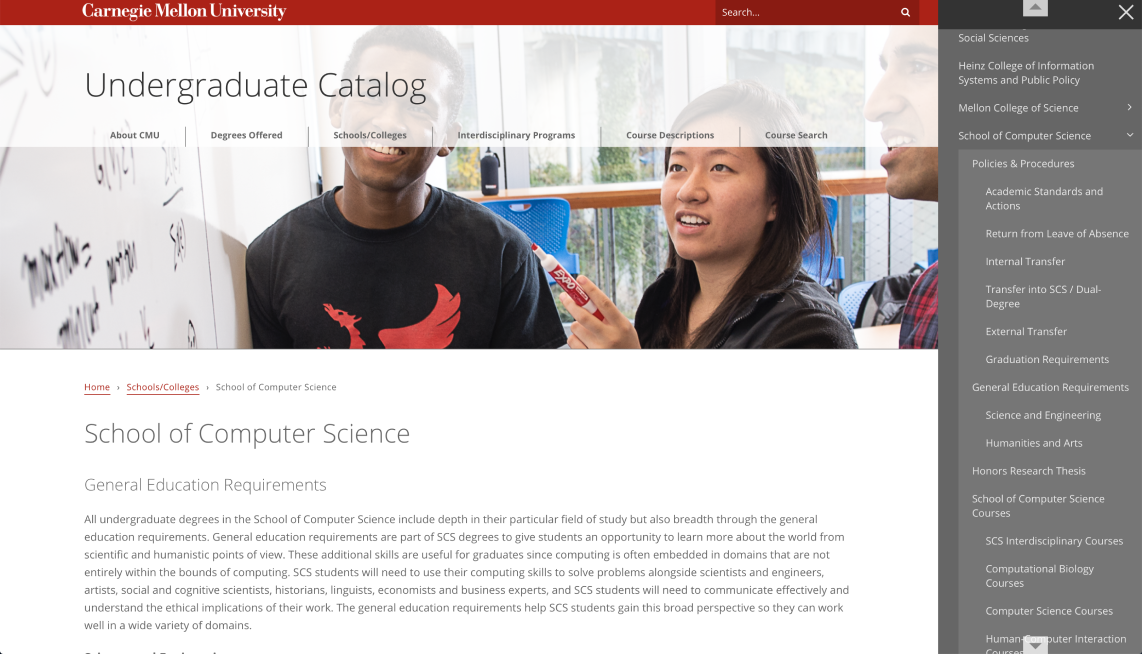 Carnegie Mellon University
Search...
Undergraduate Catalog
About CMU
Degrees Offered
Schools/Colleges
Interdisciplinary Programs
Course Descriptions
Course Search
maxflow =
EXPO
Home › Schools/Colleges › School of Computer Science
School of Computer Science
General Education Requirements
All undergraduate degrees in the School of Computer Science include depth in their particular field of study but also breadth through the general
education requirements. General education requirements are part of SCS degrees to give students an opportunity to learn more about the world from
scientific and humanistic points of view. These additional skills are useful for graduates since computing is often embedded in domains that are not
entirely within the bounds of computing. SCS students will need to use their computing skills to solve problems alongside scientists and engineers,
artists, social and cognitive scientists, historians, linguists, economists and business experts, and SCS students will need to communicate effectively and
understand the ethical implications of their work. The general education requirements help SCS students gain this broad perspective so they can work
well in a wide variety of domains.
Social Sciences
Heinz College of Information
Systems and Public Policy
Mellon College of Science
School of Computer Science
Policies & Procedures
Academic Standards and
Actions
Return from Leave of Absence
Internal Transfer
Transfer into SCS / Dual-
Degree
External Transfer
Graduation Requirements
General Education Requirements
Science and Engineering
Humanities and Arts
Honors Research Thesis
School of Computer Science
Courses
SCS Interdisciplinary Courses
Computational Biology
Courses
Computer Science Courses
Human-Computer Interaction
Courses